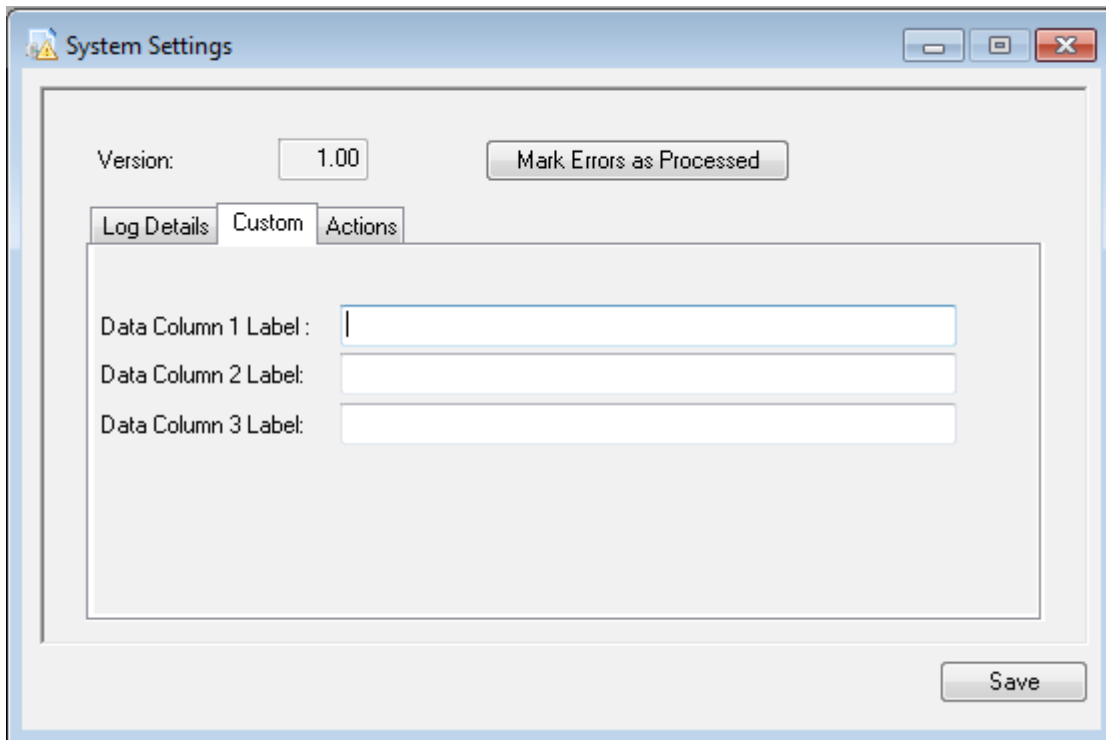 System Settings
Version: 1.00 Mark Errors as Processed
Log Details Custom Actions
Data Column 1 Label :
Data Column 2 Label:
Data Column 3 Label:
Save